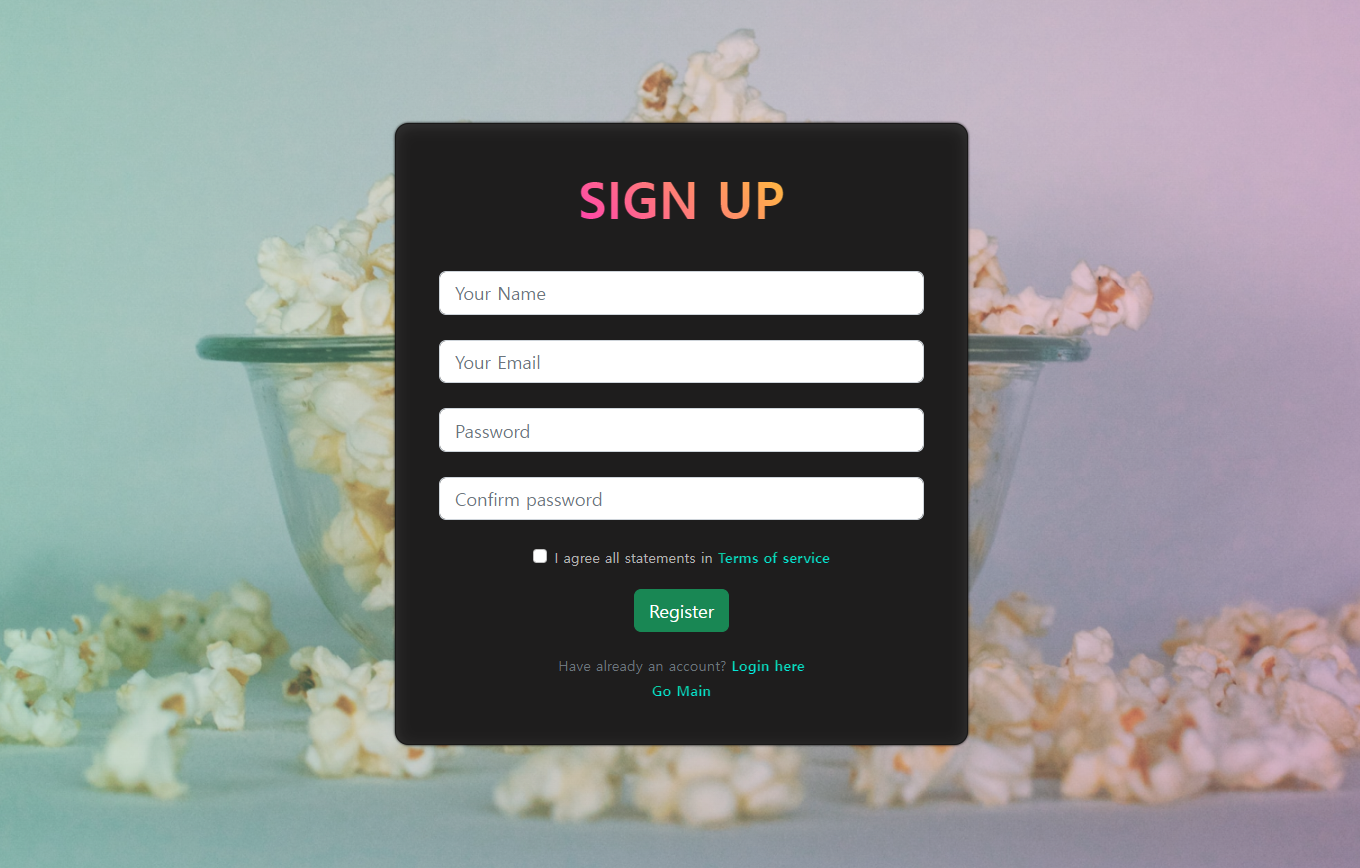 SIGN UP
Your Name
Your Email
Password
Confirm password
I agree all statements in Terms of service
Register
Have already an account? Login here
Go Main